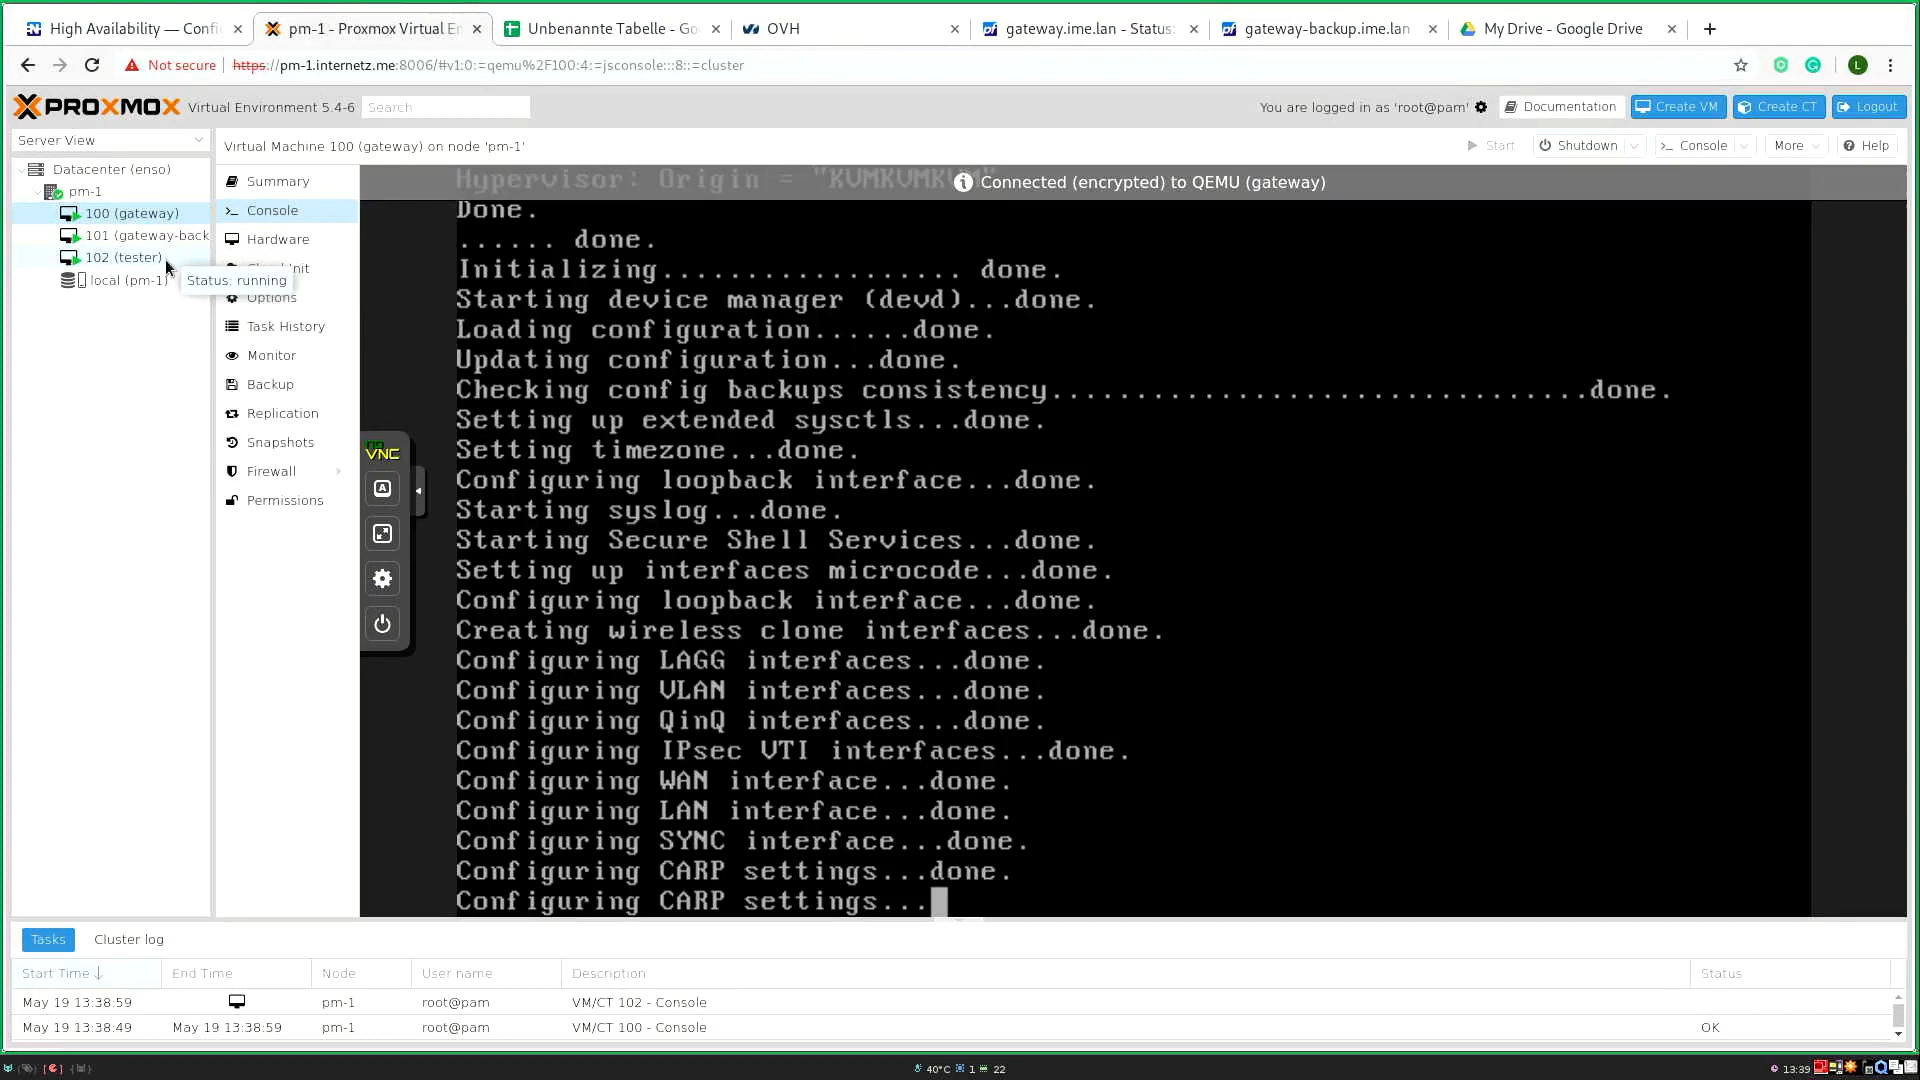 High Availability — Confi
pm-1 - Proxmox Virtual En
Unbenannte Tabelle - Go
OVH
gateway.ime.lan - Status:
gateway-backup.ime.lan
My Drive - Google Drive
Not secure
https://pm-1.internetz.me:8006/#v1:0:=qemu%2F100:4:=jsconsole:::8::=cluster
L
PROXMOX
Virtual Environment 5.4-6
Search
You are logged in as 'root@pam'
Documentation
Create VM
Create CT
Logout
Server View
Virtual Machine 100 (gateway) on node 'pm-1'
Start
Shutdown
Console
More
Help
Datacenter (enso)
pm-1
100 (gateway)
101 (gateway-back
102 (tester)
local (pm-1)
Status: running
Summary
Console
Hardware
Options
Task History
Monitor
Backup
Replication
Snapshots
Firewall
Permissions
Hypervisor: Origin = "KVMKVMKVM"
Connected (encrypted) to QEMU (gateway)
Done.
...... done.
Initializing.................. done.
Starting device manager (devd)...done.
Loading configuration......done.
Updating configuration...done.
Checking config backups consistency................................done.
Setting up extended sysctls...done.
Setting timezone...done.
Configuring loopback interface...done.
Starting syslog...done.
Starting Secure Shell Services...done.
Setting up interfaces microcode...done.
Configuring loopback interface...done.
Creating wireless clone interfaces...done.
Configuring LAGG interfaces...done.
Configuring VLAN interfaces...done.
Configuring QinQ interfaces...done.
Configuring IPsec VTI interfaces...done.
Configuring WAN interface...done.
Configuring LAN interface...done.
Configuring SYNC interface...done.
Configuring CARP settings...done.
Configuring CARP settings...
no
VNC
A
Tasks
Cluster log
Start Time
End Time
Node
User name
Description
Status
May 19 13:38:59
pm-1
root@pam
VM/CT 102 - Console
May 19 13:38:49
May 19 13:38:59
pm-1
root@pam
VM/CT 100 - Console
OK
40°C
1
22
13:39